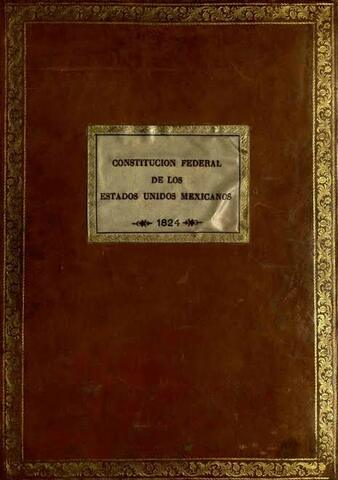 CONSTITUCION FEDERAL
DE LOS
ESTADOS UNIDOS MEXICANOS
1824